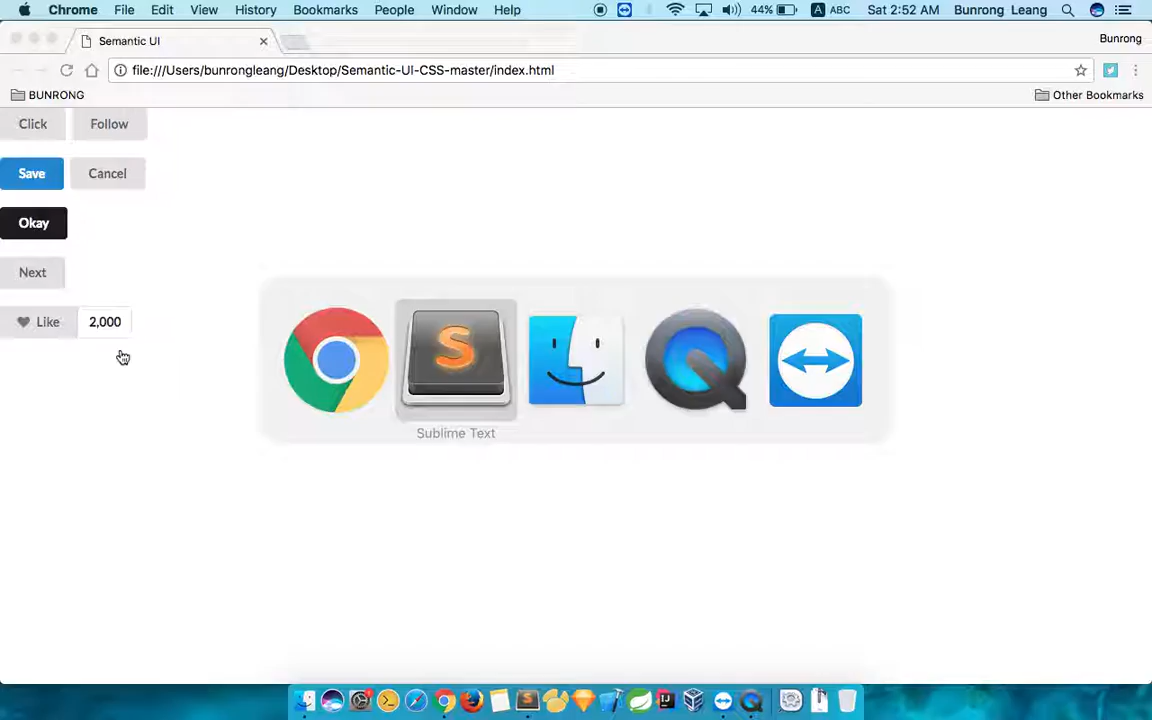 Chrome File Edit View History Bookmarks People Window Help 44% A ABC Sat 2:52 AM Bunrong Leang
Semantic UI Bunrong
file:///Users/bunrongleang/Desktop/Semantic-UI-CSS-master/index.html
BUNRONG Other Bookmarks
Click Follow
Save Cancel
Okay
Next
Like 2,000
Sublime Text